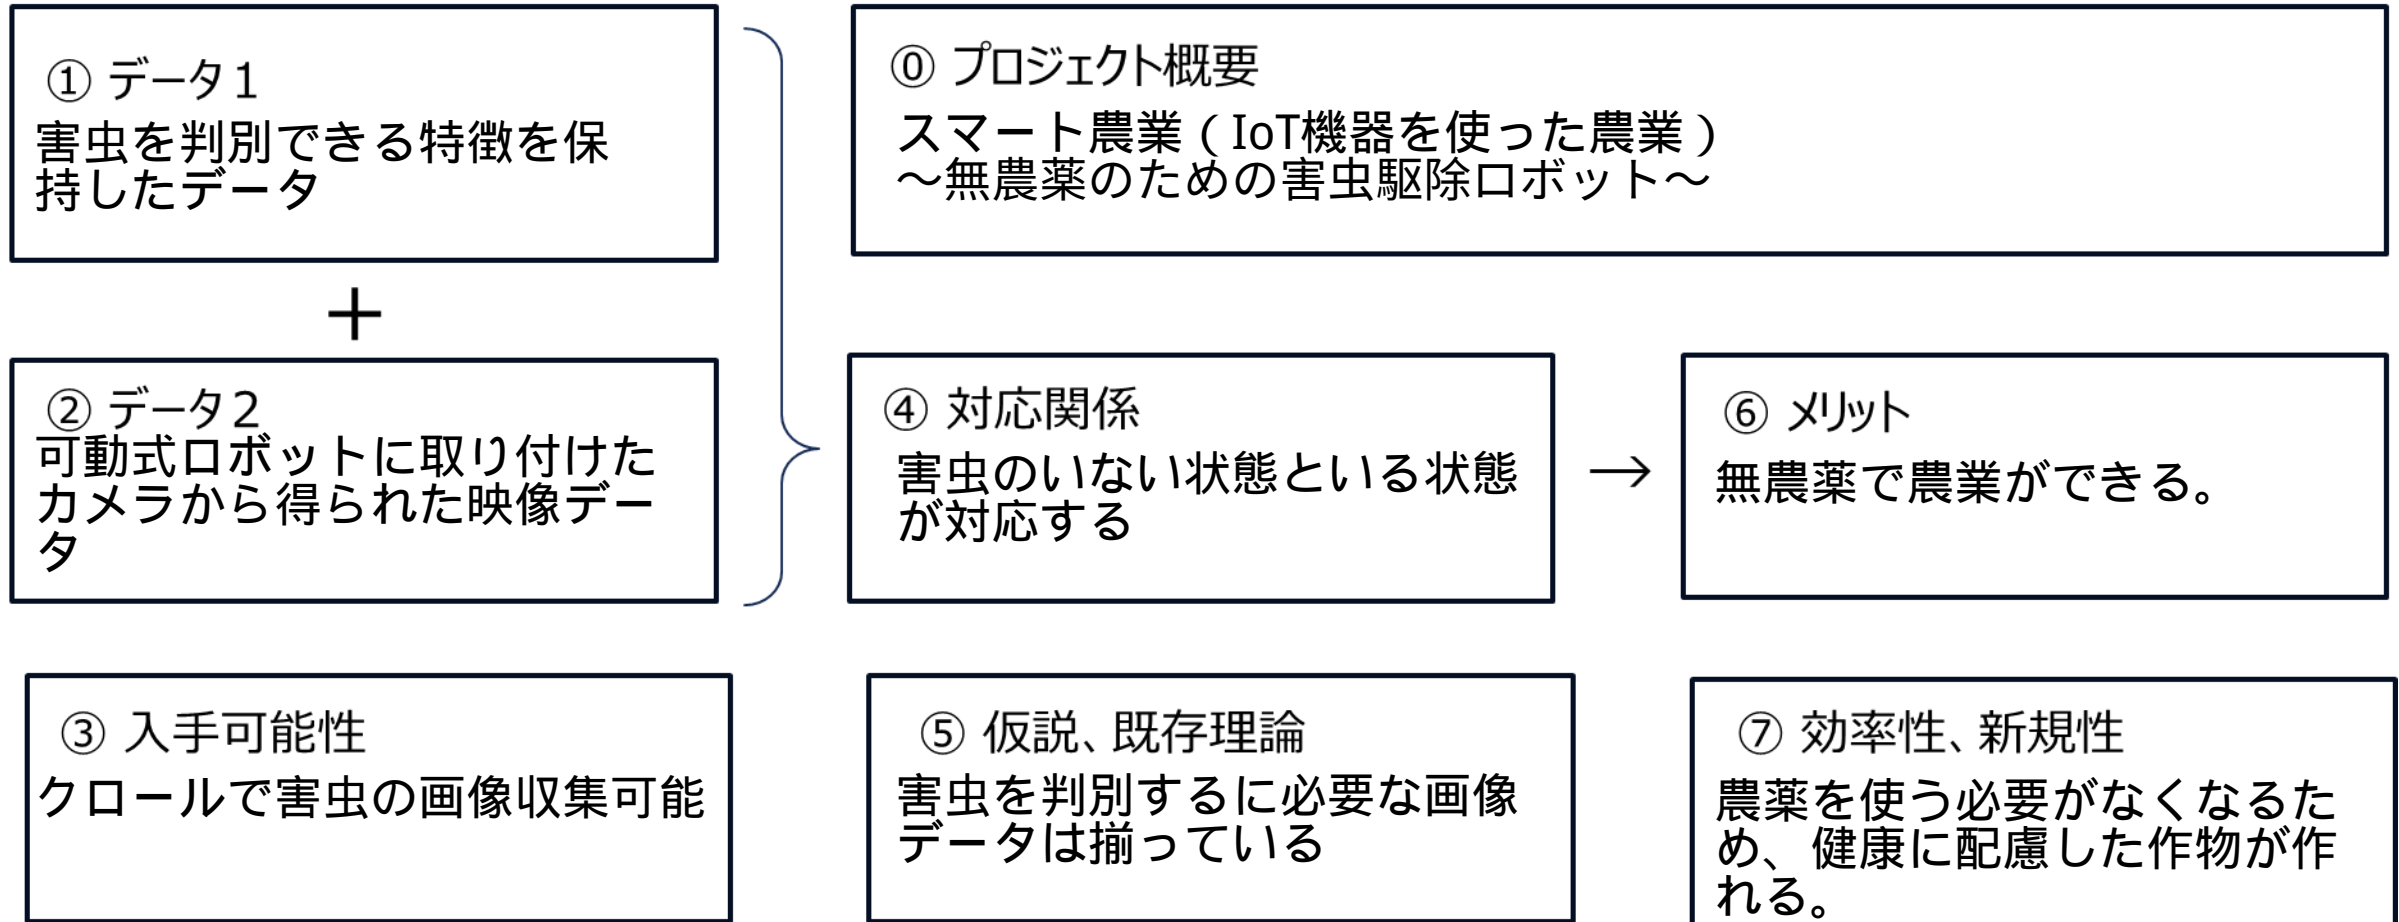 ① データ１
害虫を判別できる特徴を保
持したデータ
＋
② データ２
可動式ロボットに取り付けた
カメラから得られた映像デー
タ
③ 入手可能性
クロールで害虫の画像収集可能
⓪ プロジェクト概要
スマート農業（IoT機器を使った農業）
～無農薬のための害虫駆除ロボット～
④ 対応関係
害虫のいない状態といる状態
が対応する
→
⑥ メリット
無農薬で農業ができる。
⑤ 仮説、既存理論
害虫を判別するに必要な画像
データは揃っている
⑦ 効率性、新規性
農薬を使う必要がなくなるた
め、健康に配慮した作物が作
れる。